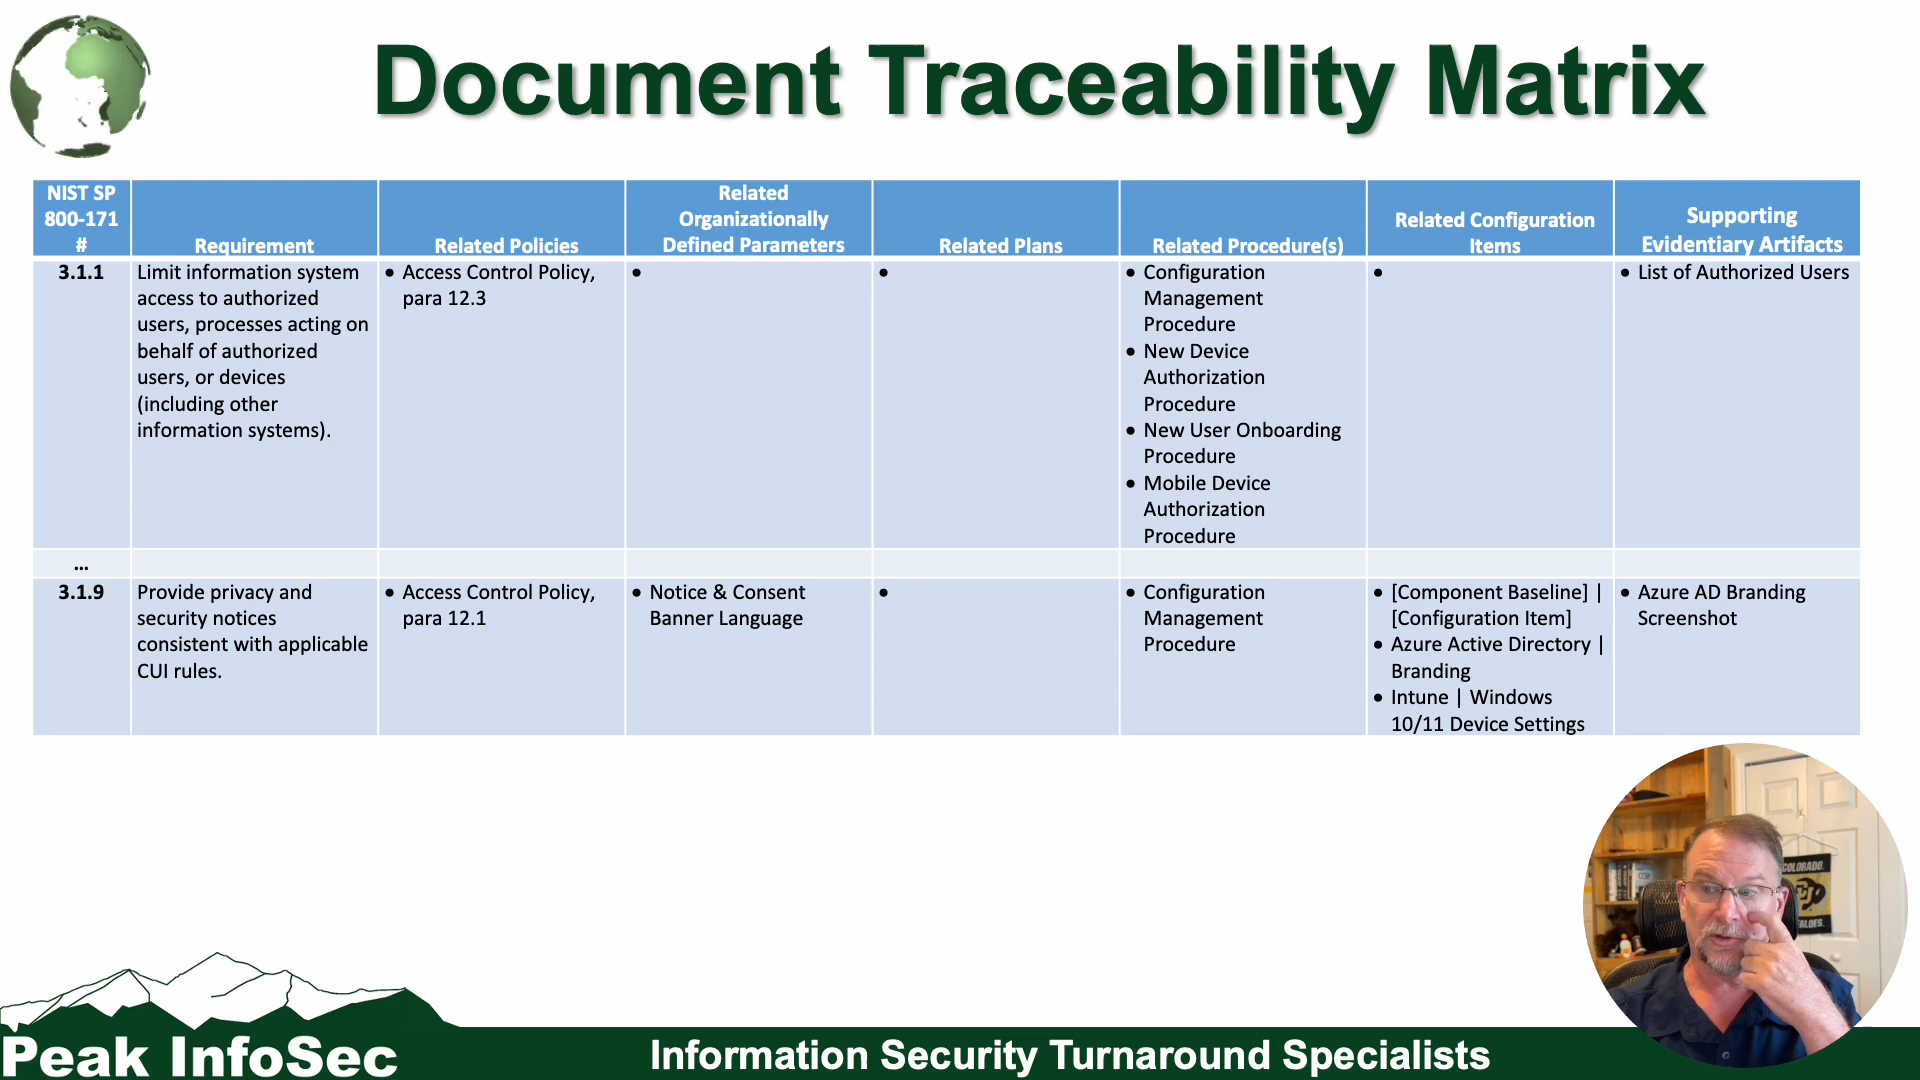 Document Traceability Matrix
NIST SP
800-171
#
Requirement
Related Policies
Related
Organizationally
Defined Parameters
Related Plans
Related Procedure(s)
Related Configuration
Items
Supporting
Evidentiary Artifacts
3.1.1
Limit information system
access to authorized
users, processes acting on
behalf of authorized
users, or devices
(including other
information systems).
• Access Control Policy,
para 12.3
•
•
• Configuration
Management
Procedure
• New Device
Authorization
Procedure
• New User Onboarding
Procedure
• Mobile Device
Authorization
Procedure
•
• List of Authorized Users
...
3.1.9
Provide privacy and
security notices
consistent with applicable
CUI rules.
• Access Control Policy,
para 12.1
• Notice & Consent
Banner Language
•
• Configuration
Management
Procedure
• [Component Baseline] |
[Configuration Item]
• Azure Active Directory |
Branding
• Intune | Windows
10/11 Device Settings
• Azure AD Branding
Screenshot
COLORADO
CU
Peak InfoSec
Information Security Turnaround Specialists